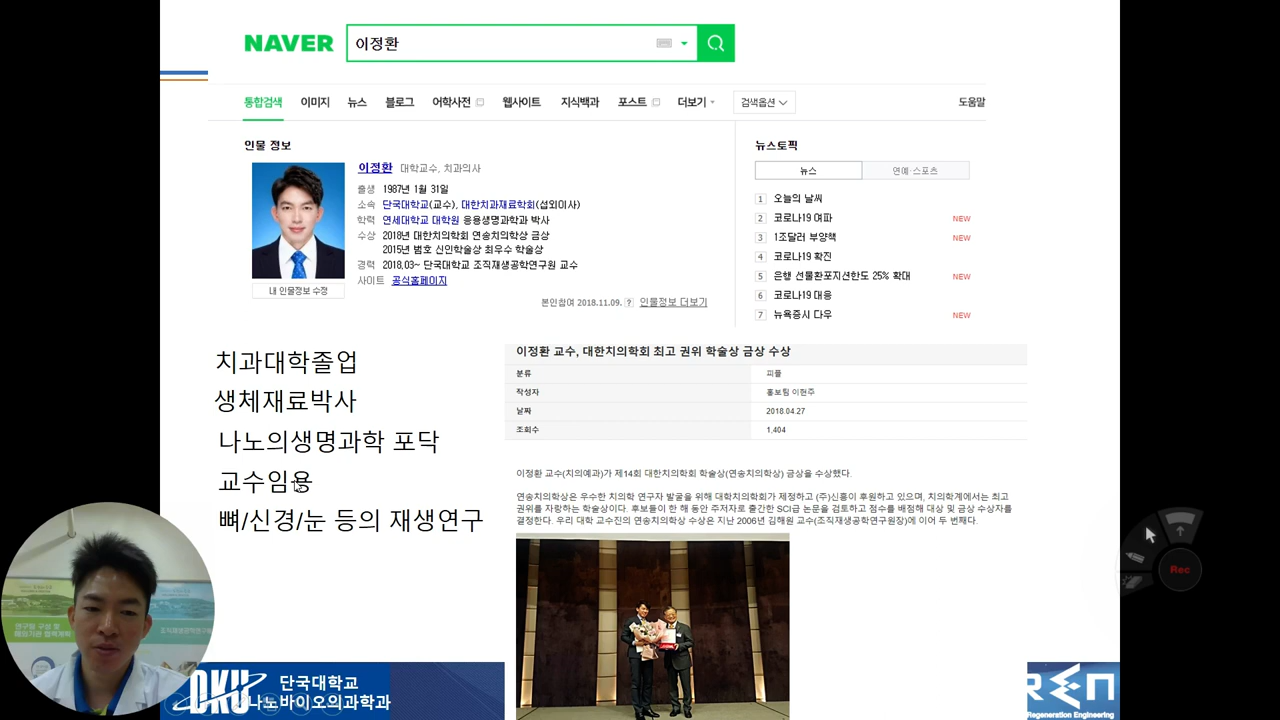 NAVER
이정환
통합검색 이미지 뉴스 블로그 어학사전 웹사이트 지식백과 포스트 더보기 검색옵션 도움말
인물 정보
이정환 대학교수, 치과의사
출생 1987년 1월 31일
소속 단국대학교(교수), 대한치과재료학회(섭외이사)
학력 연세대학교 대학원 응용생명과학과 박사
수상 2018년 대한치의학회 연송치의학상 금상
2015년 범호 신인학술상 최우수 학술상
경력 2018.03~ 단국대학교 조직재생공학연구원 교수
사이트 공식홈페이지
내 인물정보 수정
본인참여 2018.11.09. ? 인물정보 더보기
뉴스토픽
뉴스 연예·스포츠
1 오늘의 날씨
2 코로나19 여파 NEW
3 1조달러 부양책 NEW
4 코로나19 확진
5 은행 선물환포지션한도 25% 확대 NEW
6 코로나19 대응
7 뉴욕증시 다우 NEW
치과대학졸업
생체재료박사
나노의생명과학 포닥
교수임용
뼈/신경/눈 등의 재생연구
이정환 교수, 대한치의학회 최고 권위 학술상 금상 수상
분류 피플
작성자 홍보팀 이현주
날짜 2018.04.27
조회수 1,404
이정환 교수(치의예과)가 제14회 대한치의학회 학술상(연송치의학상) 금상을 수상했다.
연송치의학상은 우수한 치의학 연구자 발굴을 위해 대한치의학회가 제정하고 (주)신흥이 후원하고 있으며, 치의학계에서는 최고
권위를 자랑하는 학술상이다. 후보들이 한 해 동안 주저자로 출간한 SCI급 논문을 검토하고 점수를 배정해 대상 및 금상 수상자를
결정한다. 우리 대학 교수진의 연송치의학상 수상은 지난 2006년 김해원 교수(조직재생공학연구원장)에 이어 두 번째다.
Rec
DKU 단국대학교
나노바이오의과학과
Regeneration Engineering